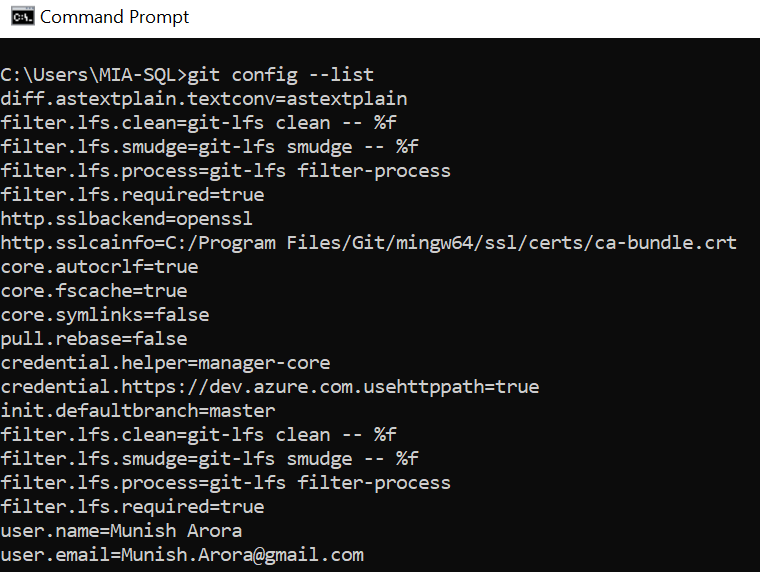 Command Prompt
C:\Users\MIA-SQL>git config --list
diff.astextplain.textconv=astextplain
filter.lfs.clean=git-lfs clean -- %f
filter.lfs.smudge=git-lfs smudge -- %f
filter.lfs.process=git-lfs filter-process
filter.lfs.required=true
http.sslbackend=openssl
http.sslcainfo=C:/Program Files/Git/mingw64/ssl/certs/ca-bundle.crt
core.autocrlf=true
core.fscache=true
core.symlinks=false
pull.rebase=false
credential.helper=manager-core
credential.https://dev.azure.com.usehttppath=true
init.defaultbranch=master
filter.lfs.clean=git-lfs clean -- %f
filter.lfs.smudge=git-lfs smudge -- %f
filter.lfs.process=git-lfs filter-process
filter.lfs.required=true
user.name=Munish Arora
user.email=Munish.Arora@gmail.com